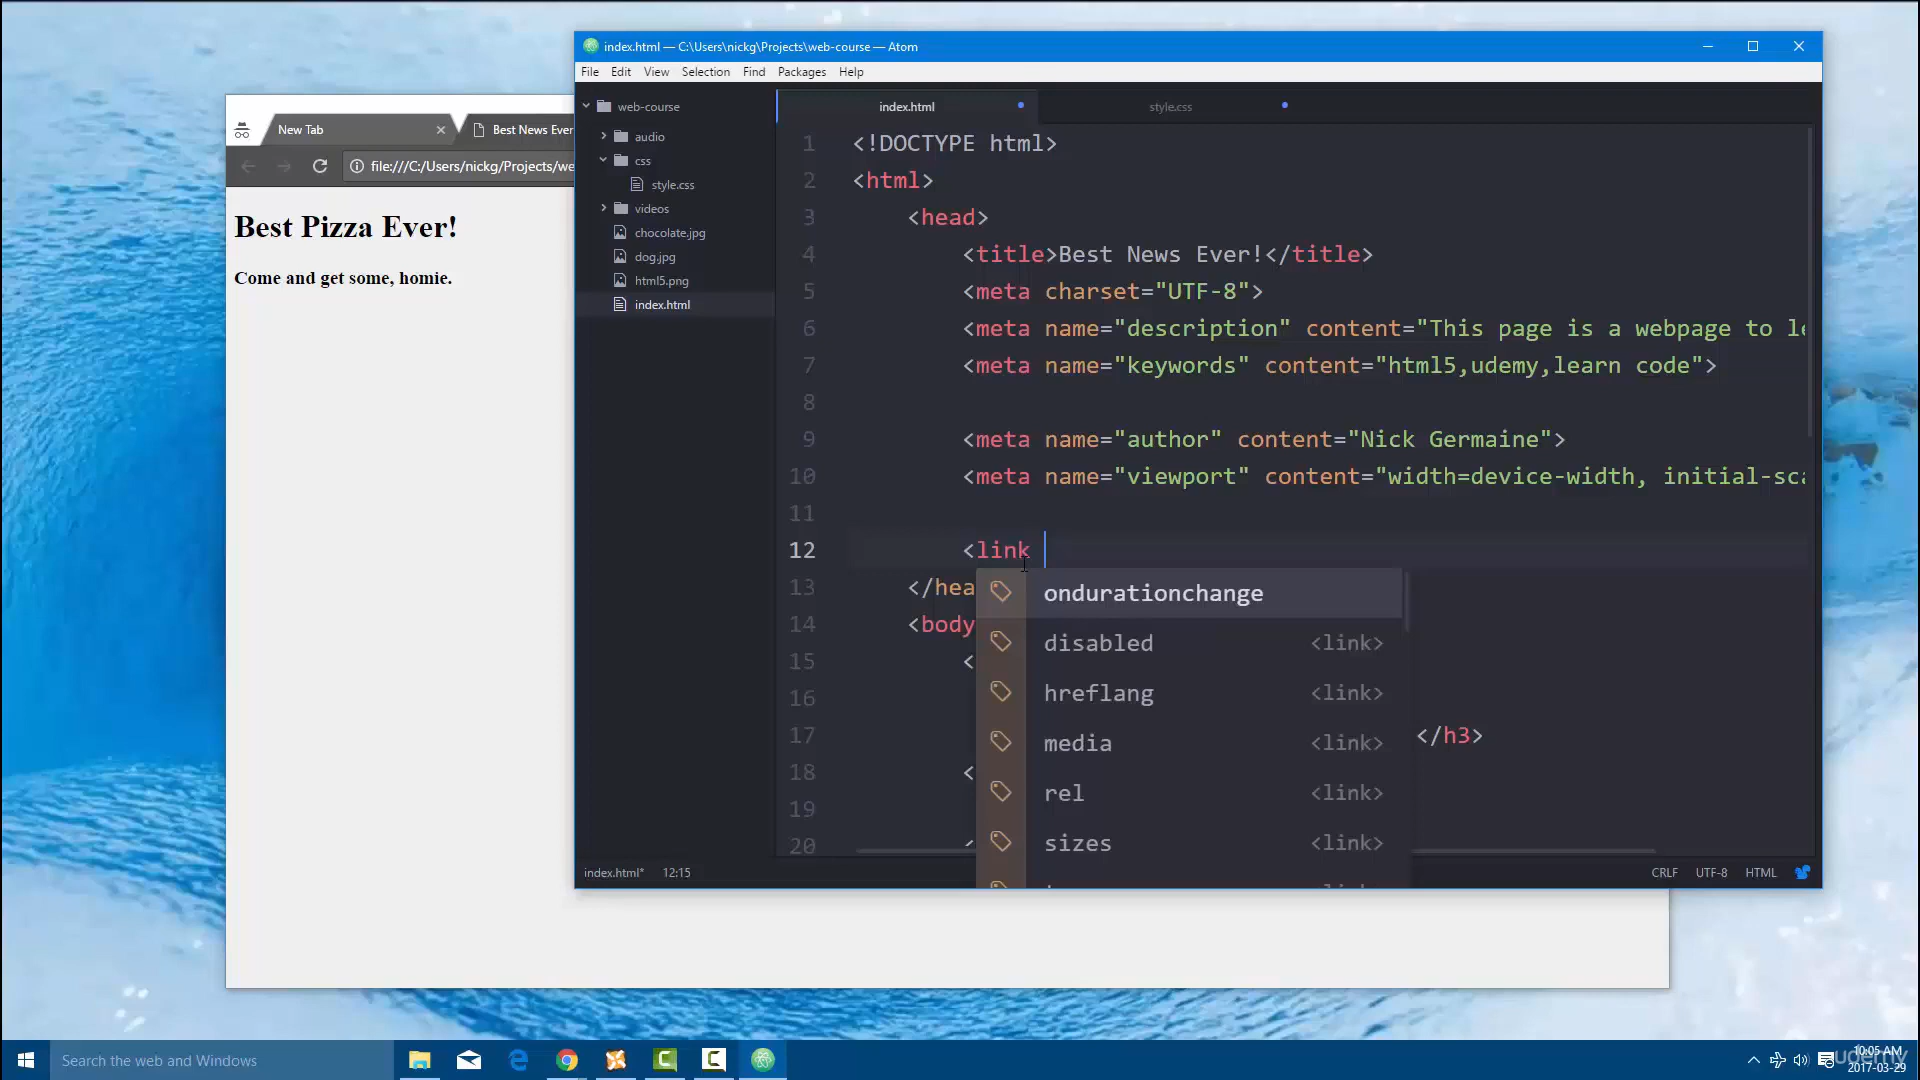 index.html — C:\Users\nickg\Projects\web-course — Atom
File Edit View Selection Find Packages Help
New Tab
Best News Ever
file:///C:/Users/nickg/Projects/we
Best Pizza Ever!
Come and get some, homie.
web-course
audio
css
style.css
videos
chocolate.jpg
dog.jpg
html5.png
index.html
index.html style.css
1 <!DOCTYPE html>
2 <html>
3 <head>
4 <title>Best News Ever!</title>
5 <meta charset="UTF-8">
6 <meta name="description" content="This page is a webpage to le
7 <meta name="keywords" content="html5,udemy,learn code">
8
9 <meta name="author" content="Nick Germaine">
10 <meta name="viewport" content="width=device-width, initial-sca
11
12 <link
13 </hea
14 <body
15 <
16
17 </h3>
18 <
19
20 <
ondurationchange
disabled <link>
hreflang <link>
media <link>
rel <link>
sizes <link>
index.html* 12:15
CRLF UTF-8 HTML
Search the web and Windows
10:05 AM
2017-03-29
udemy